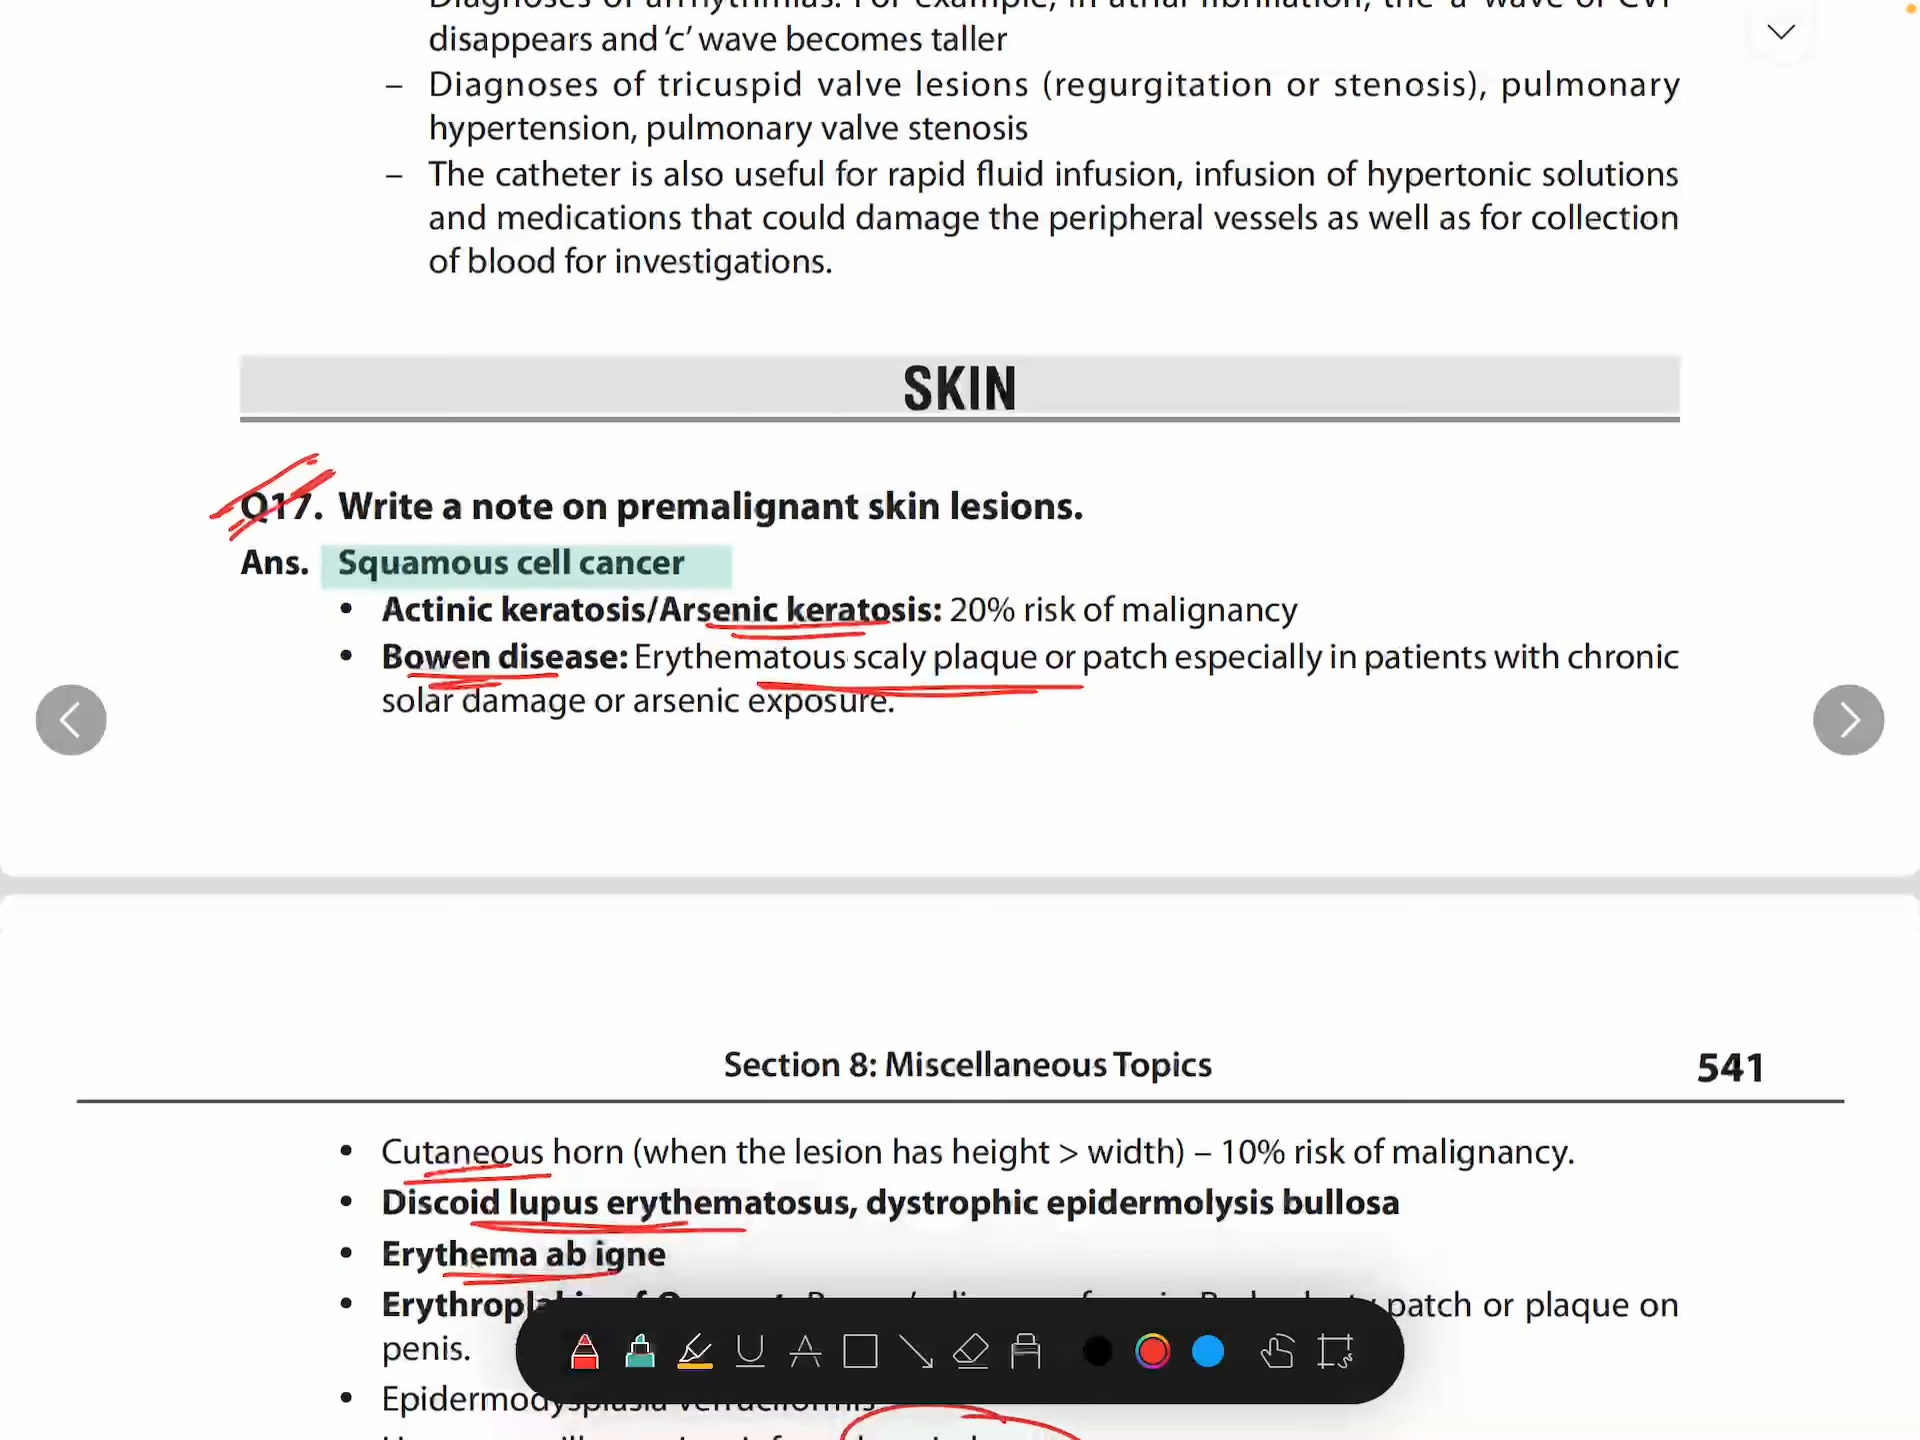 disappears and ‘c’ wave becomes taller
– Diagnoses of tricuspid valve lesions (regurgitation or stenosis), pulmonary
hypertension, pulmonary valve stenosis
– The catheter is also useful for rapid fluid infusion, infusion of hypertonic solutions
and medications that could damage the peripheral vessels as well as for collection
of blood for investigations.
SKIN
Q17. Write a note on premalignant skin lesions.
Ans. Squamous cell cancer
• Actinic keratosis/Arsenic keratosis: 20% risk of malignancy
• Bowen disease: Erythematous scaly plaque or patch especially in patients with chronic
solar damage or arsenic exposure.
Section 8: Miscellaneous Topics 541
• Cutaneous horn (when the lesion has height > width) – 10% risk of malignancy.
• Discoid lupus erythematosus, dystrophic epidermolysis bullosa
• Erythema ab igne
• patch or plaque on
penis.
• Epidermodysplasia verruciformis